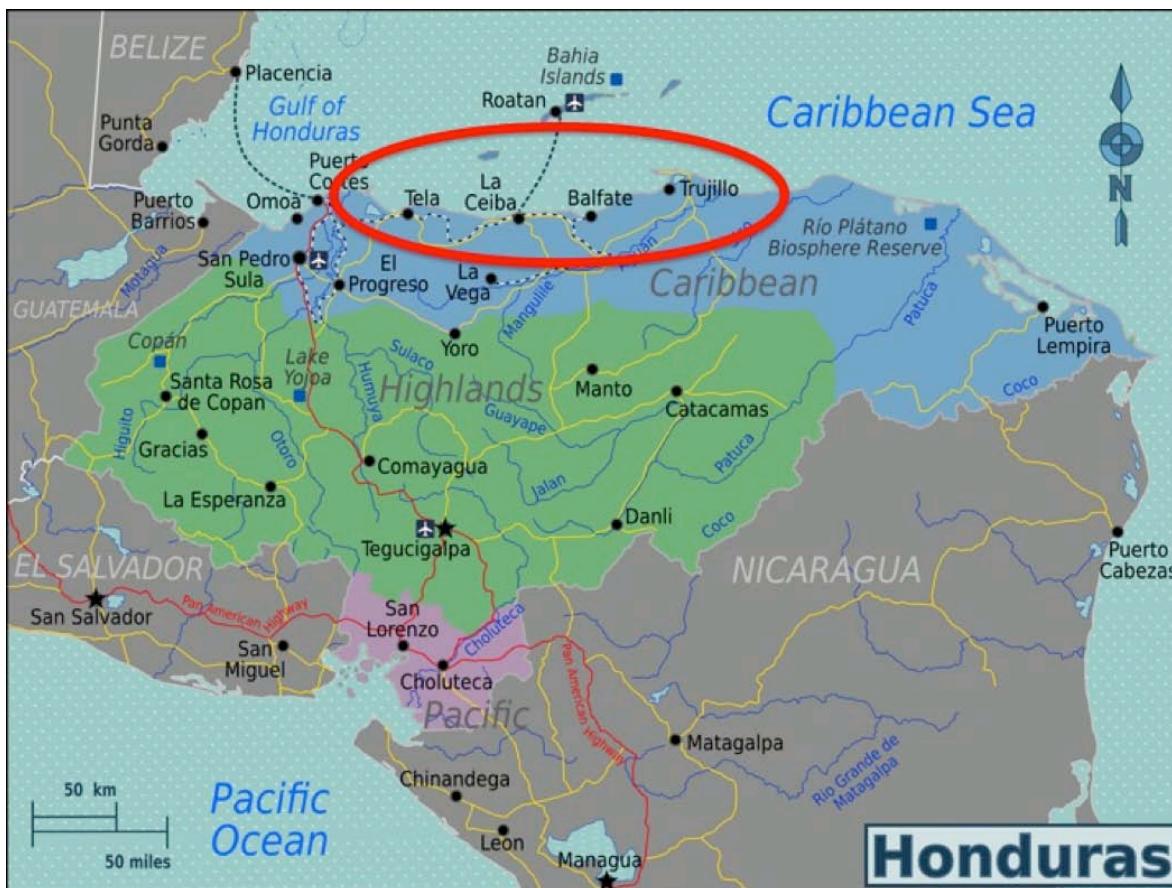 BELIZE
Placencia
Bahia
Islands
Roatan
Gulf of
Honduras
Caribbean Sea
Punta
Gorda
Puerto
Cortes
Omoa
Puerto
Barrios
Tela
La
Ceiba
Balfate
Trujillo
N
Río Plátano
Biosphere Reserve
Motagua
San Pedro
Sula
El
Progreso
La
Vega
Manguilile
Aguan
Caribbean
Patuca
GUATEMALA
Copán
Lake
Yojoa
Sulaco
Yoro
Puerto
Lempira
Humuya
Highlands
Manto
Coco
Santa Rosa
de Copan
Catacamas
Guayape
Higuito
Gracias
Otoro
Comayagua
Patuca
Jalan
La Esperanza
Danli
Coco
Tegucigalpa
Puerto
Cabezas
EL SALVADOR
NICARAGUA
San Salvador
Pan American Highway
San
Lorenzo
Choluteca
San
Miguel
Choluteca
Pan American Highway
Pacific
Matagalpa
Rio Grande de
Matagalpa
Chinandega
50 km
50 miles
Pacific
Ocean
Leon
Managua
Honduras